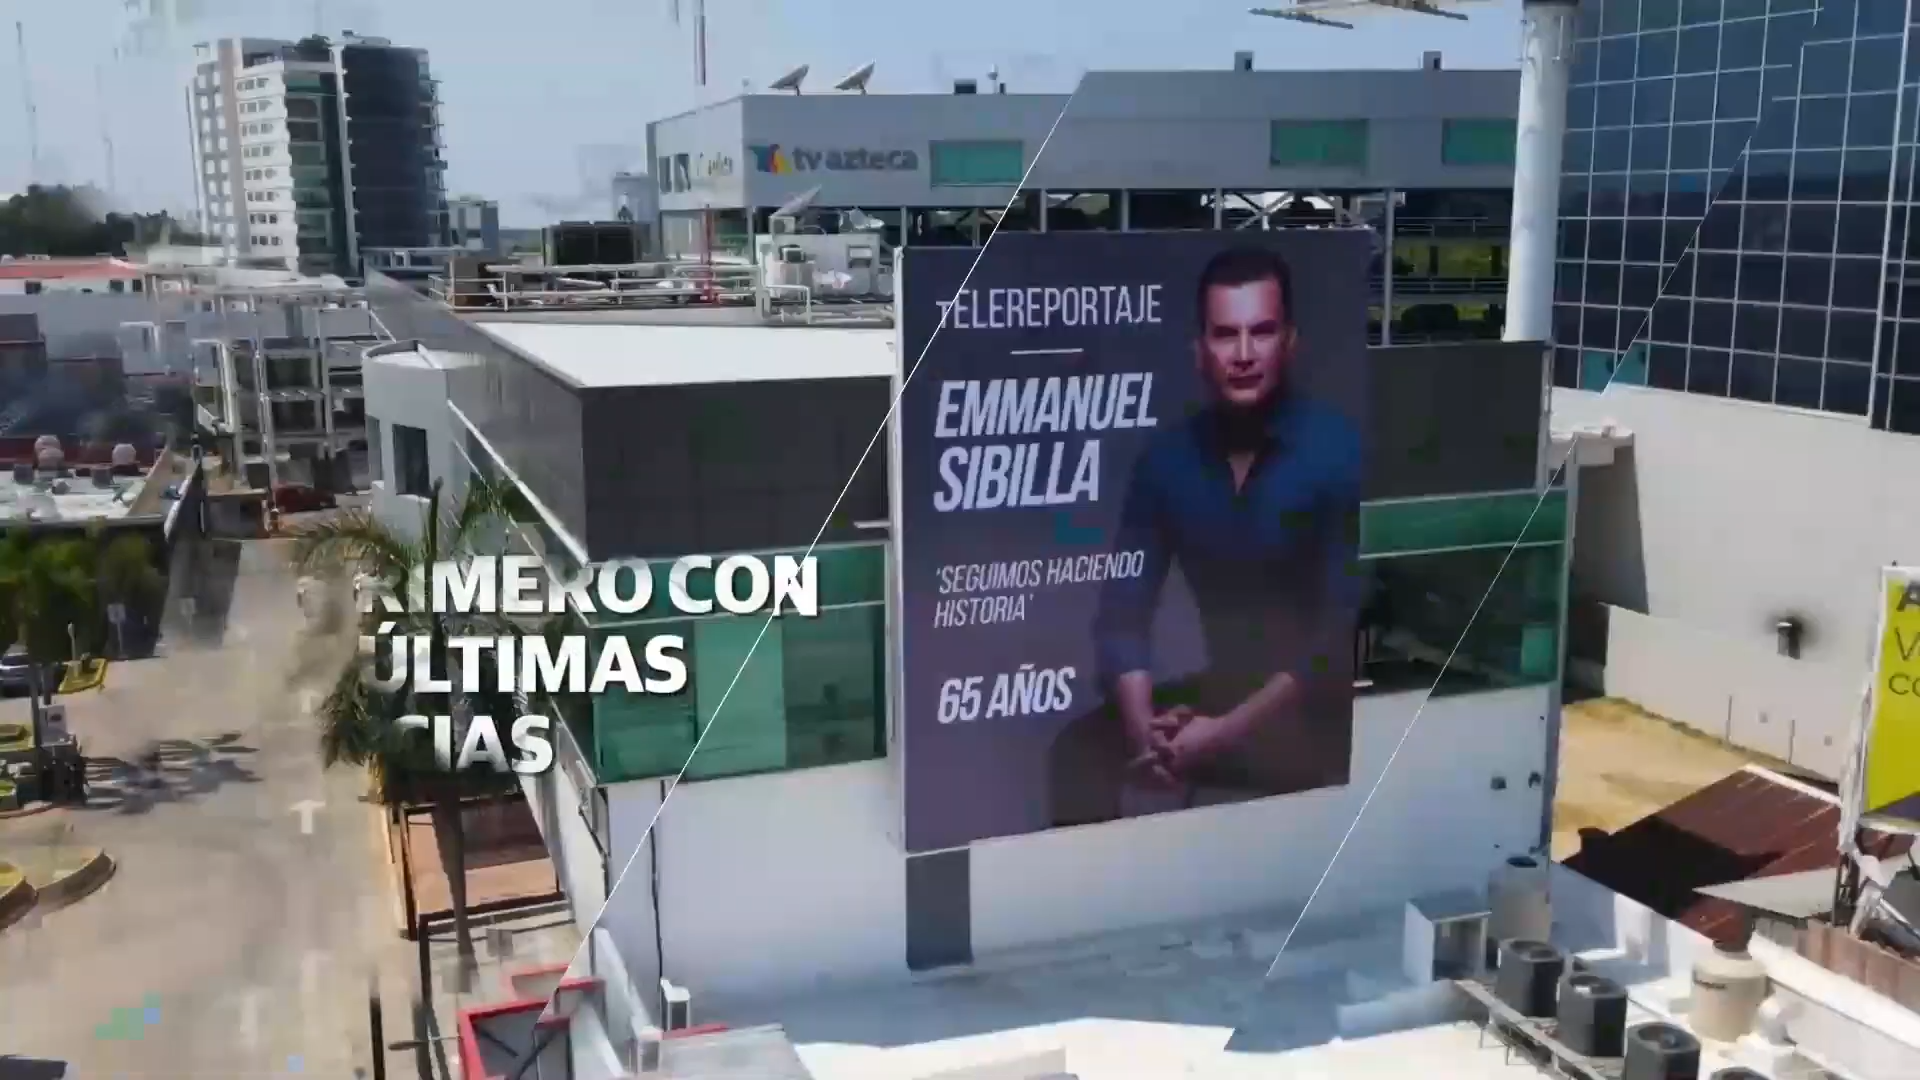 tv azteca
TELEREPORTAJE
EMMANUEL
SIBILLA
'SEGUIMOS HACIENDO
HISTORIA'
65 AÑOS
RIMERO CON
ÚLTIMAS
CIAS